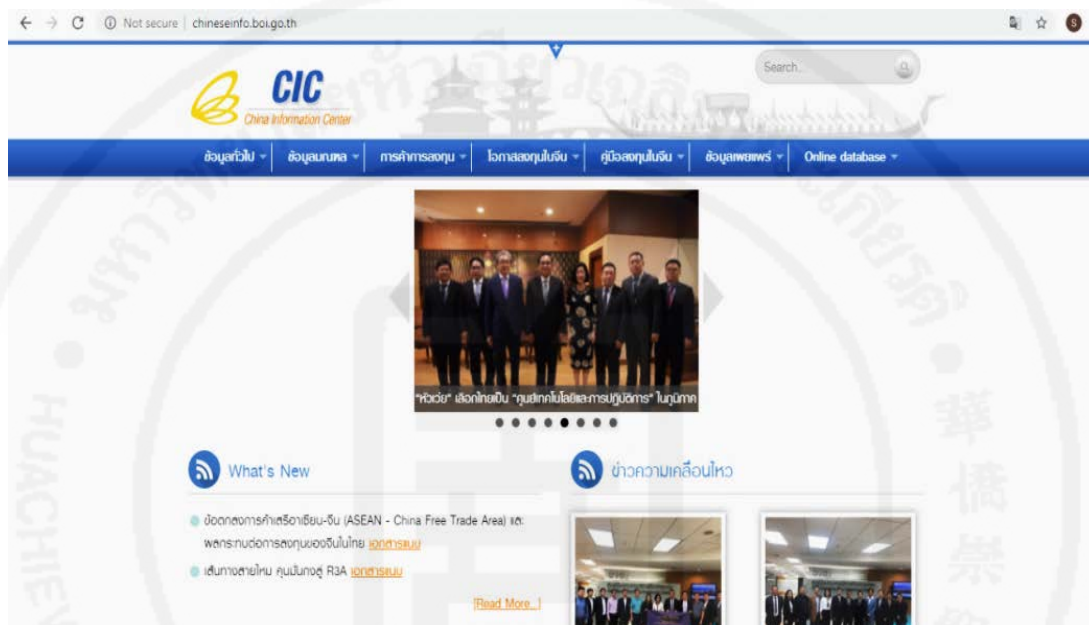 Not secure | chineseinfo.boi.go.th
S
CIC
China Information Center
Search...
ข้อมูลทั่วไป
ข้อมูลมณฑล
การค้าการลงทุน
โอกาสลงทุนในจีน
คู่มือลงทุนในจีน
ข้อมูลเผยแพร่
Online database
"หัวเว่ย" เลือกไทยเป็น "ศูนย์เทคโนโลยีและการปฏิบัติการ" ในภูมิภาค
What's New
ข้อตกลงการค้าเสรีอาเซียน-จีน (ASEAN - China Free Trade Area) และ
ผลกระทบต่อการลงทุนของจีนในไทย เอกสารแนบ
เส้นทางสายไหม คุนมันกงลู่ R3A เอกสารแนบ
[Read More...]
ข่าวความเคลื่อนไหว
HUACHIEW
華
僑
崇